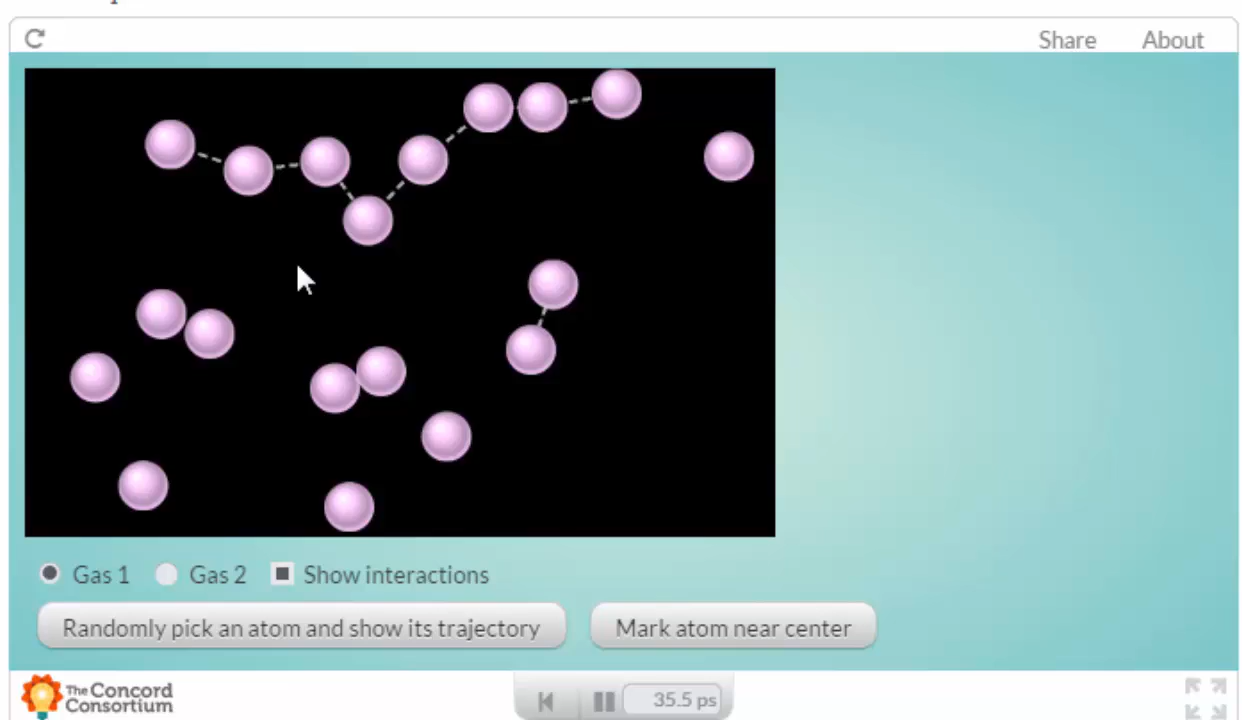 Share About
Gas 1 Gas 2 Show interactions
Randomly pick an atom and show its trajectory Mark atom near center
The Concord
Consortium
35.5 ps